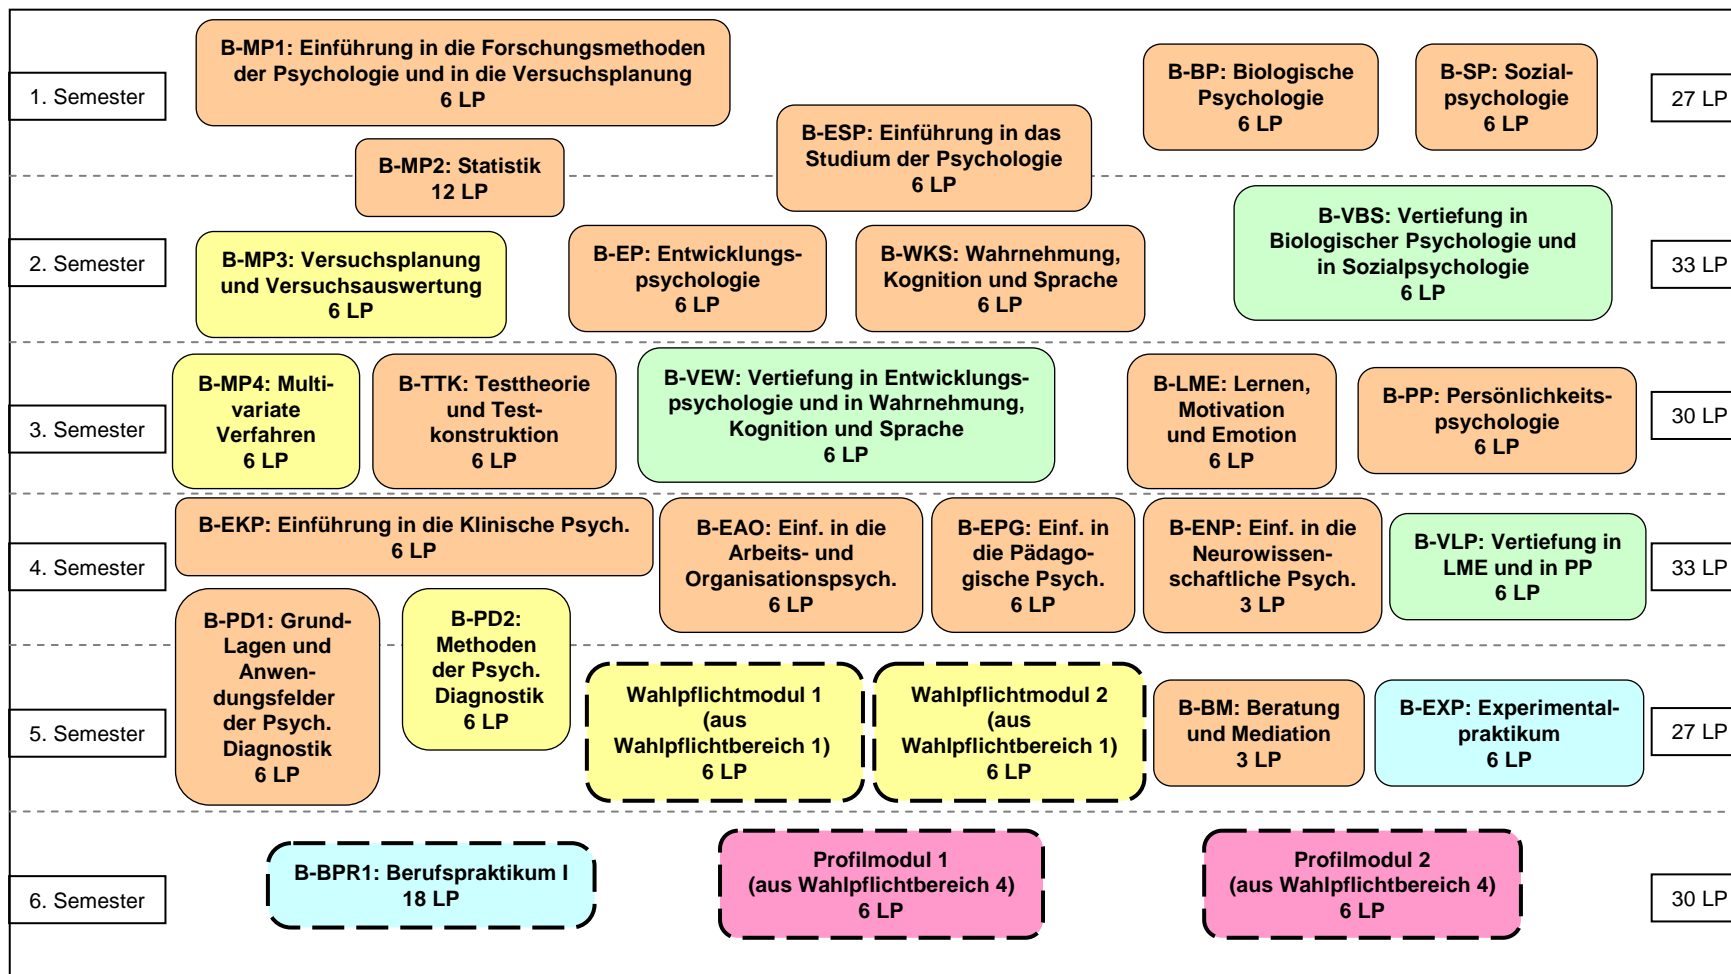 1. Semester
B-MP1: Einführung in die Forschungsmethoden
der Psychologie und in die Versuchsplanung
6 LP
B-BP: Biologische
Psychologie
6 LP
B-SP: Sozial-
psychologie
6 LP
27 LP
B-MP2: Statistik
12 LP
B-ESP: Einführung in das
Studium der Psychologie
6 LP
2. Semester
B-MP3: Versuchsplanung
und Versuchsauswertung
6 LP
B-EP: Entwicklungs-
psychologie
6 LP
B-WKS: Wahrnehmung,
Kognition und Sprache
6 LP
B-VBS: Vertiefung in
Biologischer Psychologie und
in Sozialpsychologie
6 LP
33 LP
3. Semester
B-MP4: Multi-
variate
Verfahren
6 LP
B-TTK: Testtheorie
und Test-
konstruktion
6 LP
B-VEW: Vertiefung in Entwicklungs-
psychologie und in Wahrnehmung,
Kognition und Sprache
6 LP
B-LME: Lernen,
Motivation
und Emotion
6 LP
B-PP: Persönlichkeits-
psychologie
6 LP
30 LP
4. Semester
B-EKP: Einführung in die Klinische Psych.
6 LP
B-EAO: Einf. in die
Arbeits- und
Organisationspsych.
6 LP
B-EPG: Einf. in
die Pädago-
gische Psych.
6 LP
B-ENP: Einf. in die
Neurowissen-
schaftliche Psych.
3 LP
B-VLP: Vertiefung in
LME und in PP
6 LP
33 LP
B-PD1: Grund-
Lagen und
Anwen-
dungsfelder
der Psych.
Diagnostik
6 LP
B-PD2:
Methoden
der Psych.
Diagnostik
6 LP
5. Semester
Wahlpflichtmodul 1
(aus
Wahlpflichtbereich 1)
6 LP
Wahlpflichtmodul 2
(aus
Wahlpflichtbereich 1)
6 LP
B-BM: Beratung
und Mediation
3 LP
B-EXP: Experimental-
praktikum
6 LP
27 LP
6. Semester
B-BPR1: Berufspraktikum I
18 LP
Profilmodul 1
(aus Wahlpflichtbereich 4)
6 LP
Profilmodul 2
(aus Wahlpflichtbereich 4)
6 LP
30 LP